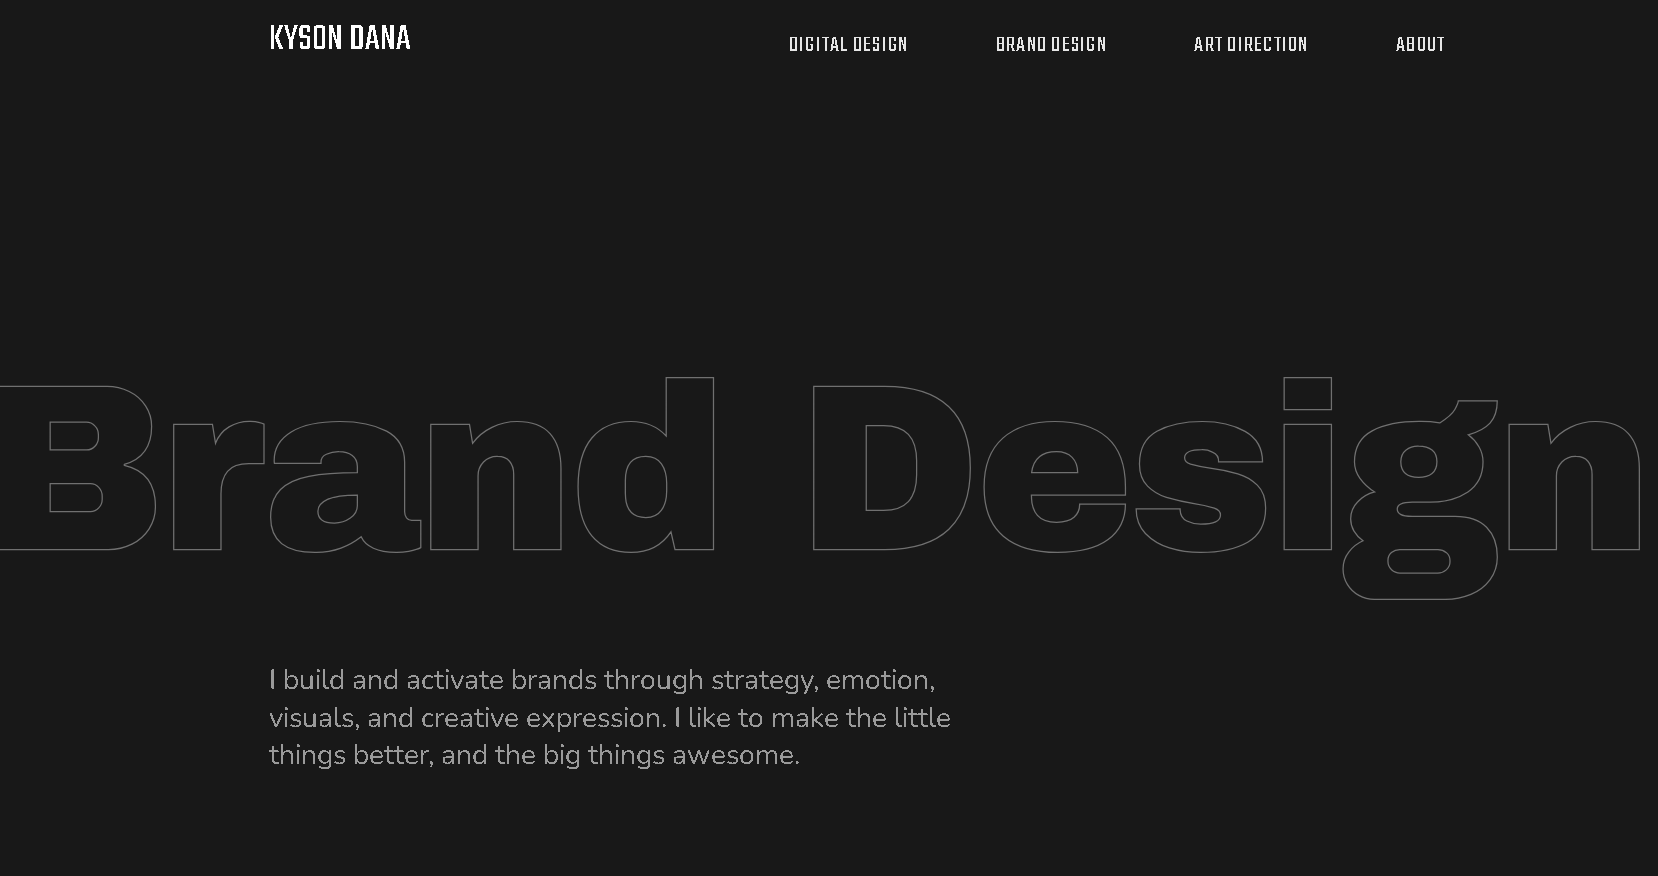 KYSON DANA
DIGITAL DESIGN BRAND DESIGN ART DIRECTION ABOUT
Brand Design
I build and activate brands through strategy, emotion,
visuals, and creative expression. I like to make the little
things better, and the big things awesome.